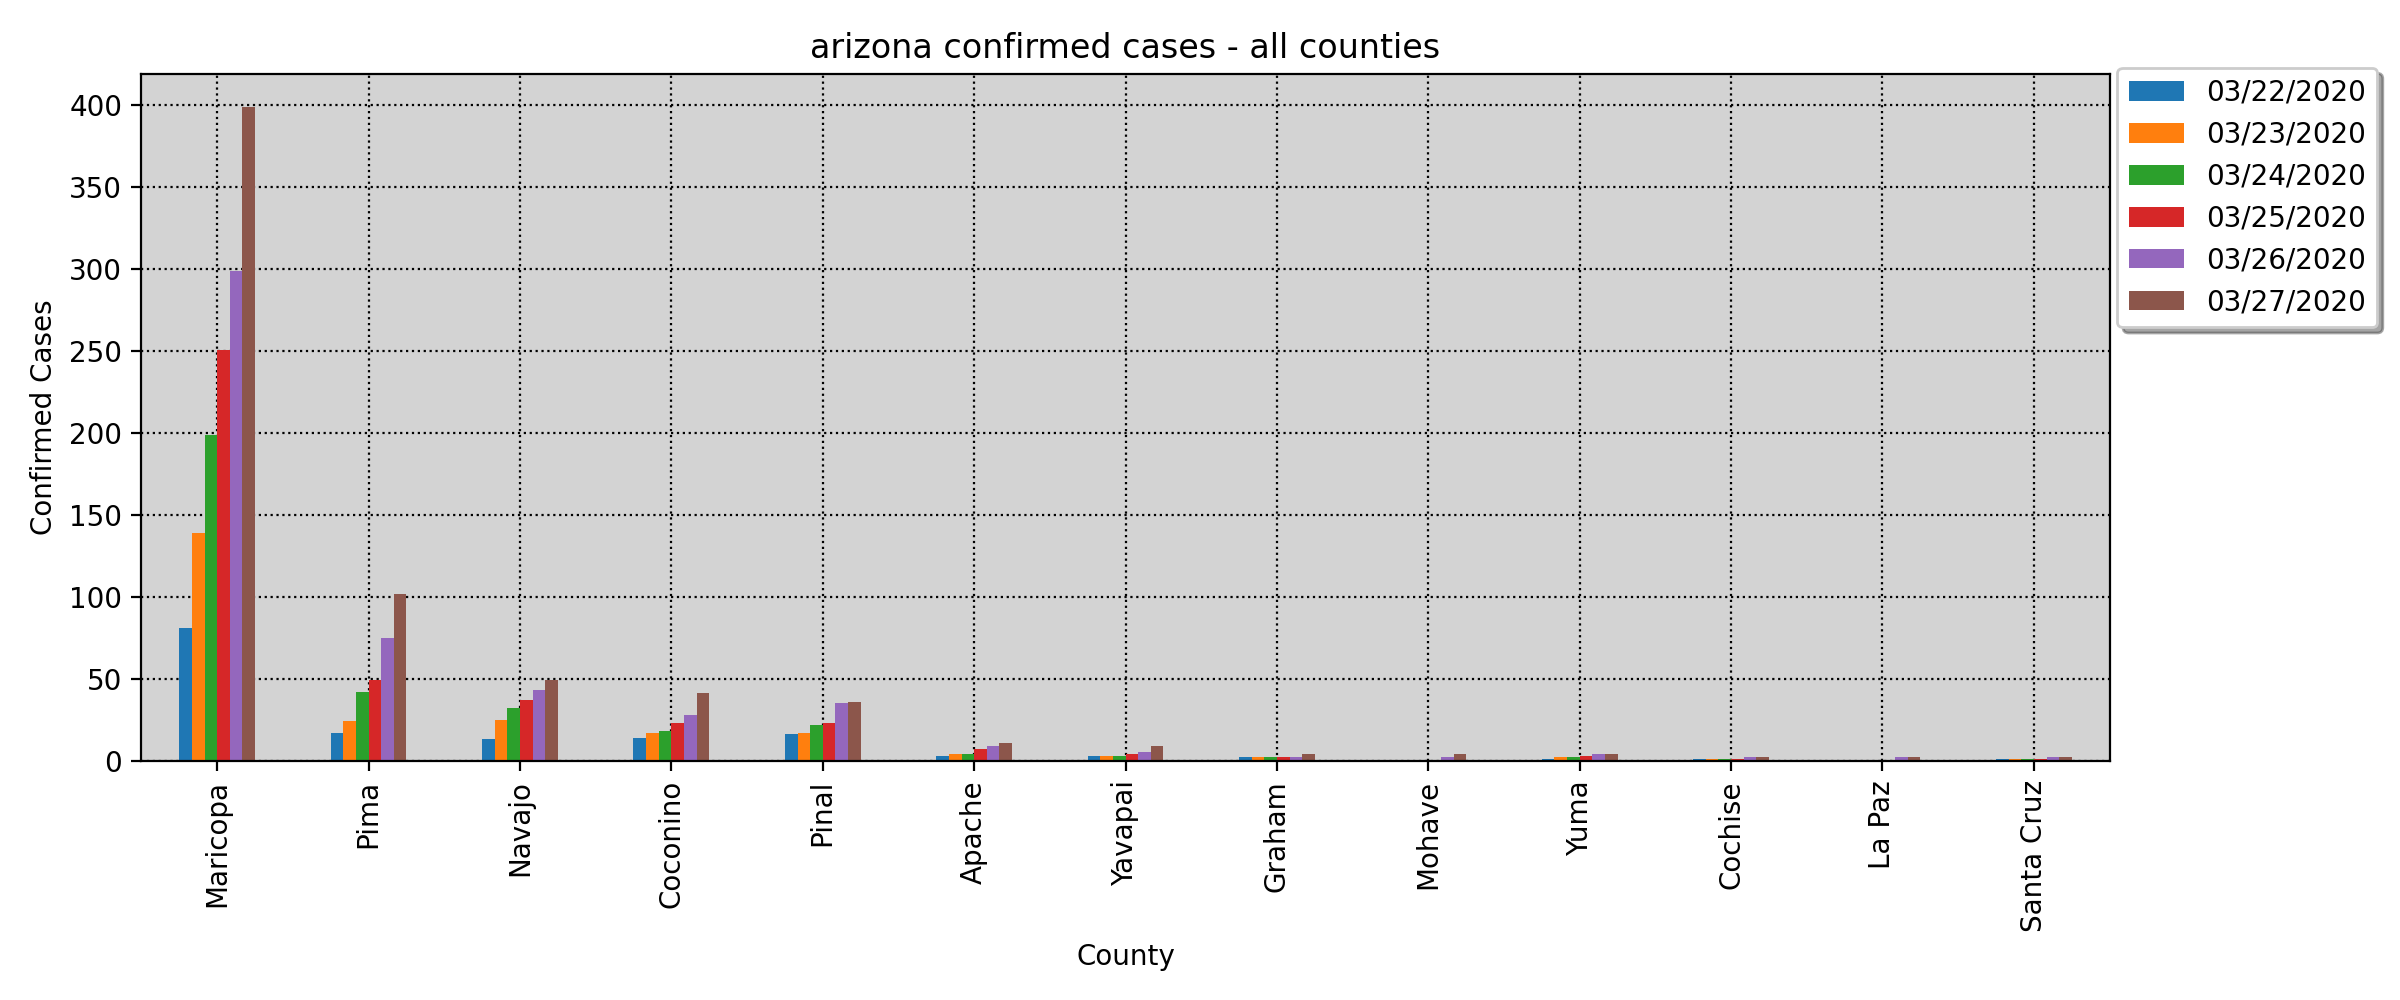 arizona confirmed cases - all counties
03/22/2020
03/23/2020
03/24/2020
03/25/2020
03/26/2020
03/27/2020
Confirmed Cases
400
350
300
250
200
150
100
50
0
Maricopa
Pima
Navajo
Coconino
Pinal
Apache
Yavapai
Graham
Mohave
Yuma
Cochise
La Paz
Santa Cruz
County